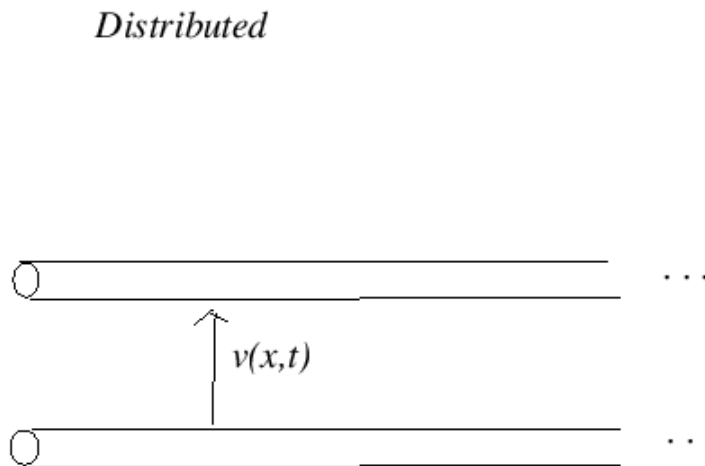 Distributed
. . .
v(x,t)
. .